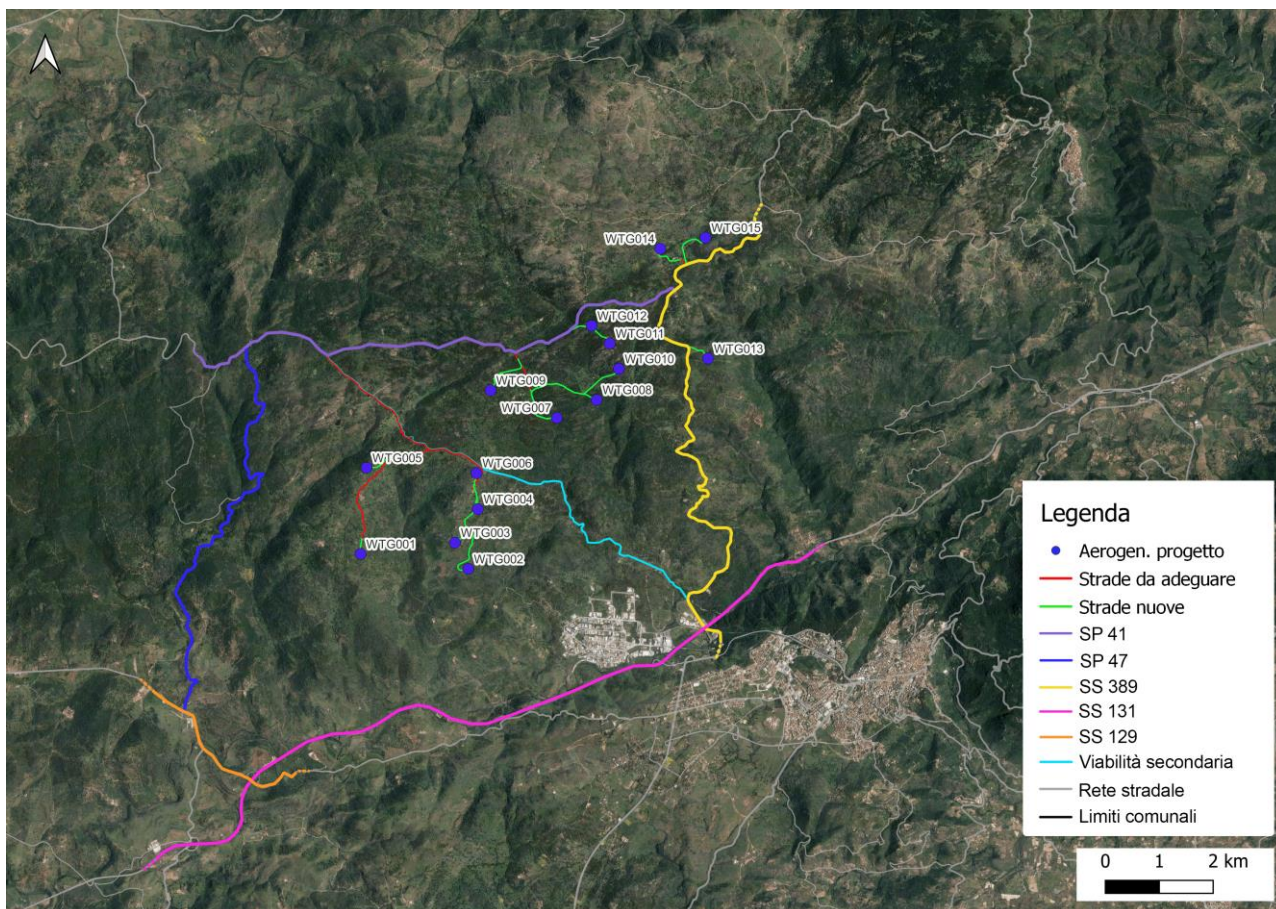 WTG015
WTG014
WTG012
WTG011
WTG013
WTG010
WTG009
WTG008
WTG007
WTG006
WTG005
WTG004
WTG003
WTG001
WTG002
Legenda
Aerogen. progetto
Strade da adeguare
Strade nuove
SP 41
SP 47
SS 389
SS 131
SS 129
Viabilità secondaria
Rete stradale
Limiti comunali
0 1 2 km